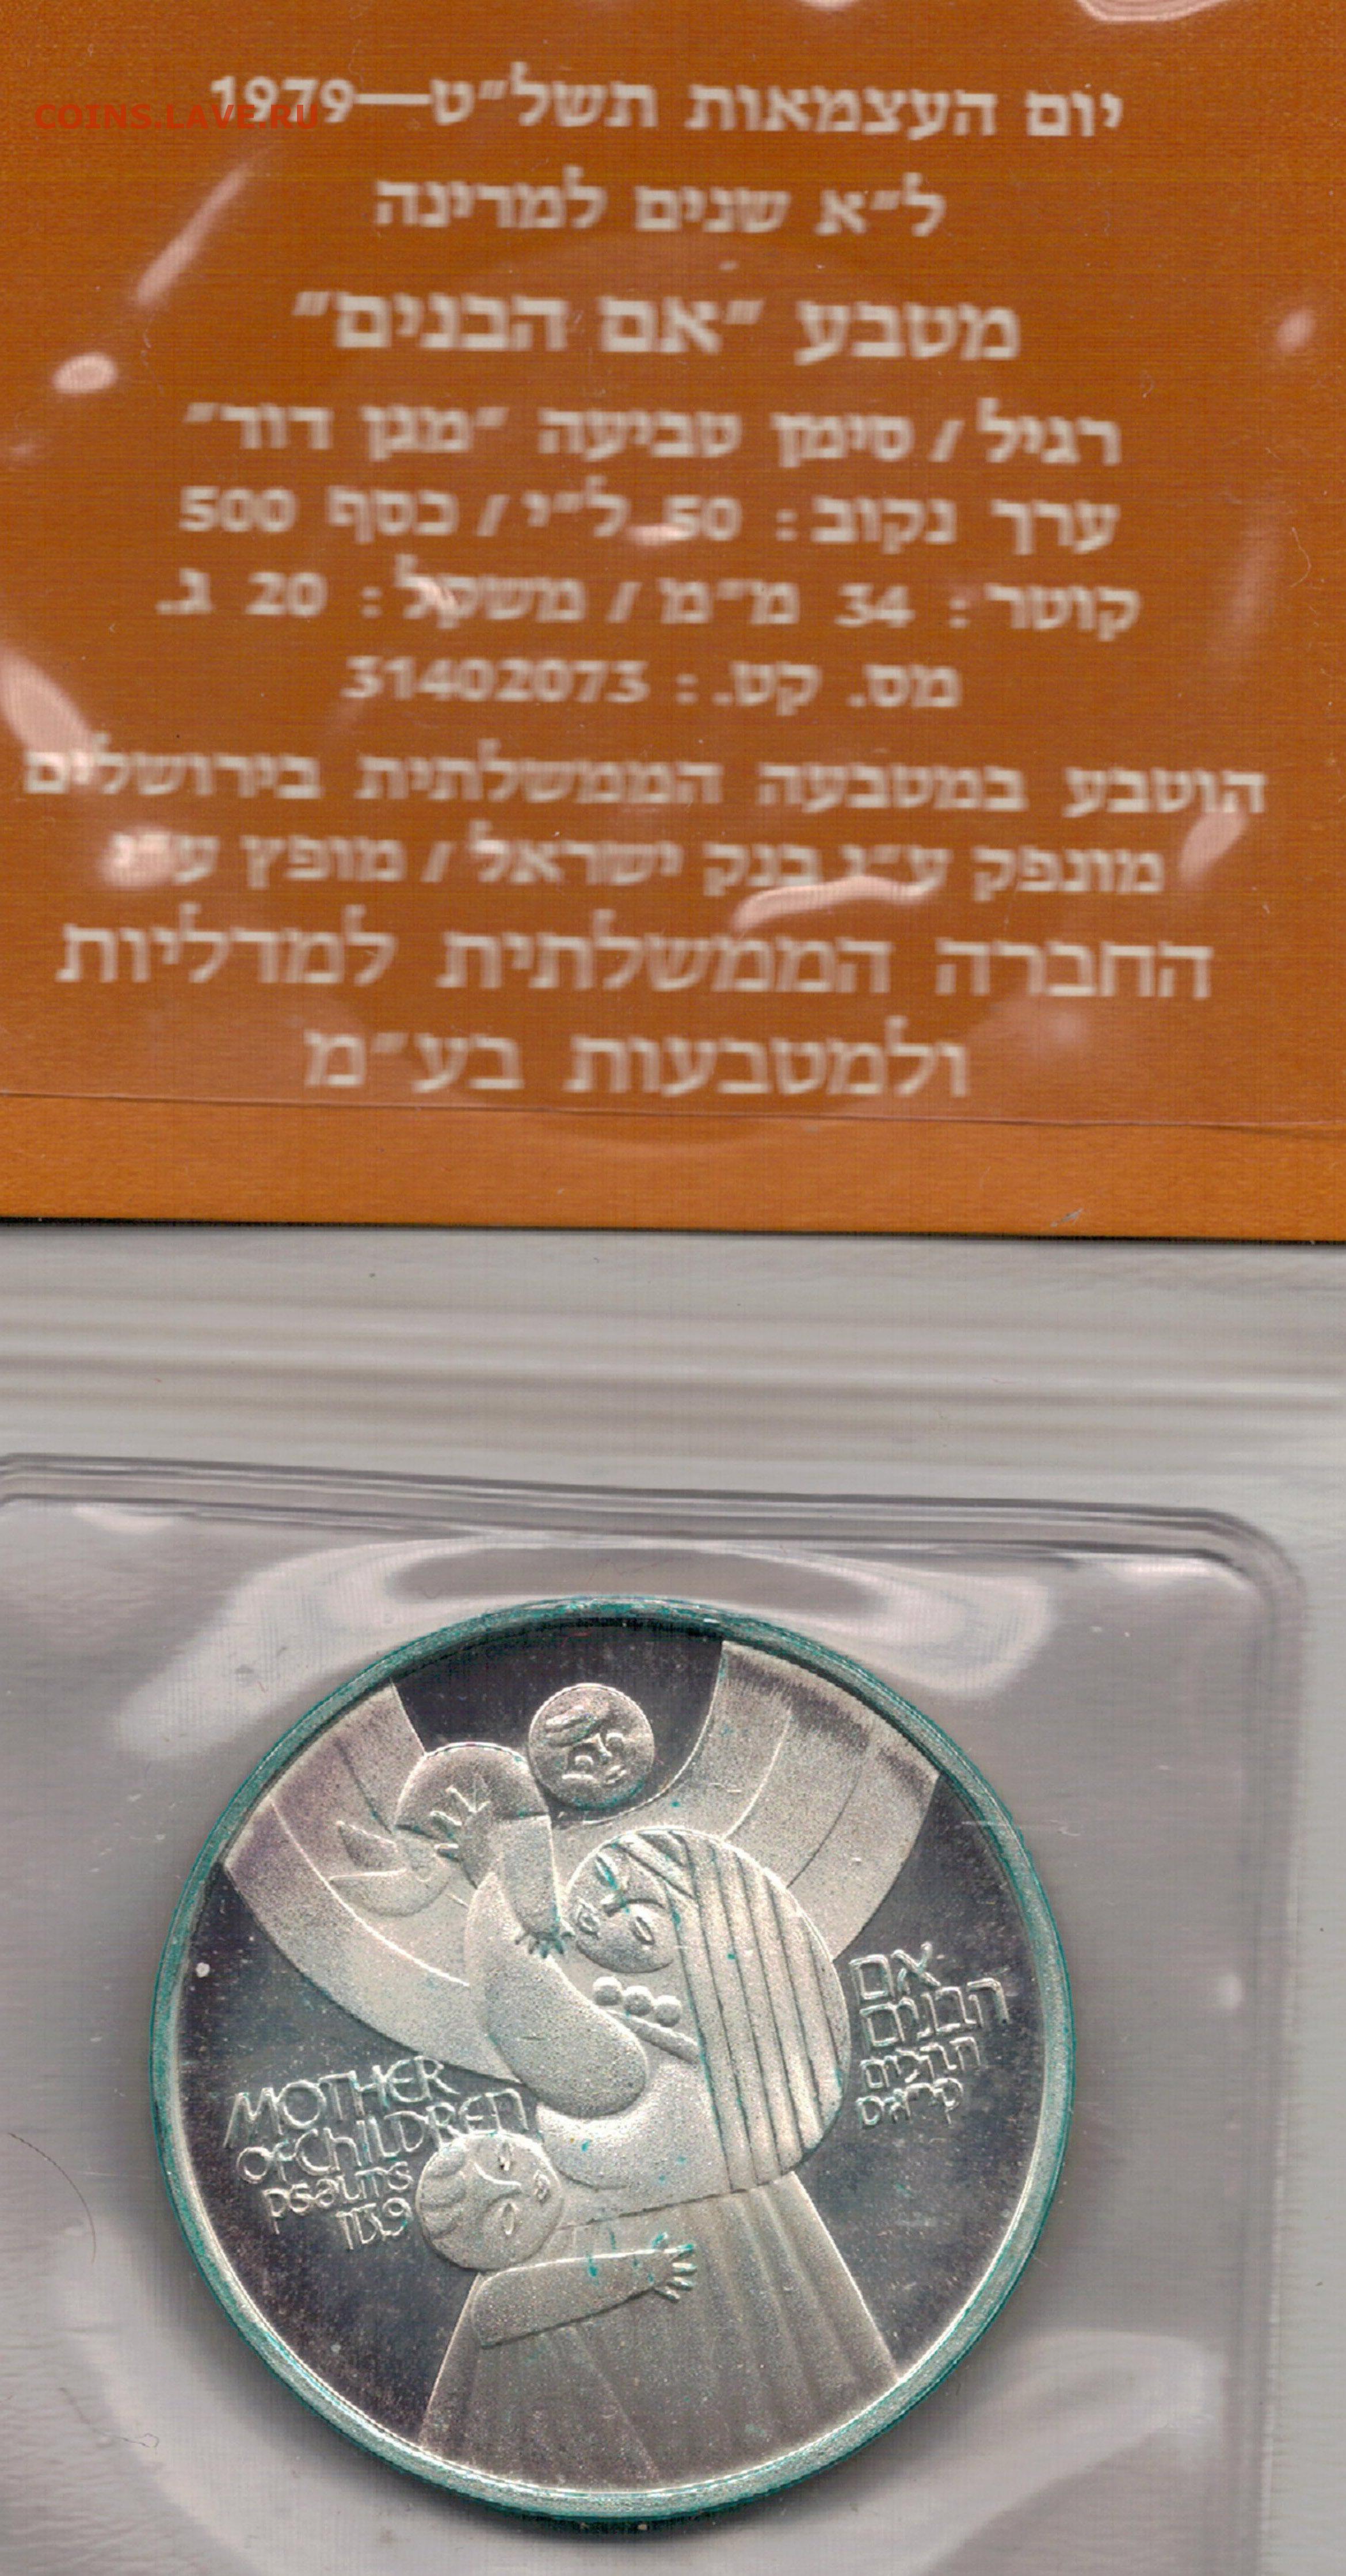 COINS.LAVE.RU
יום העצמאות תשל״ט—1979
ל״א שנים למדינה
מטבע ״אם הבנים״
רגיל / סימן טביעה ״מגן דוד״
ערך נקוב : 50 ל״י / כסף 500
קוטר : 34 מ״מ / משקל : 20 ג.
מס. קט. : 31402073
הוטבע במטבעה הממשלתית בירושלים
מונפק ע״י בנק ישראל / מופץ ע״י
החברה הממשלתית למדליות
ולמטבעות בע״מ
אם
הבנים
תהלים
קי״ג ט
MOTHER
OF CHILDREN
PSALMS
113 9